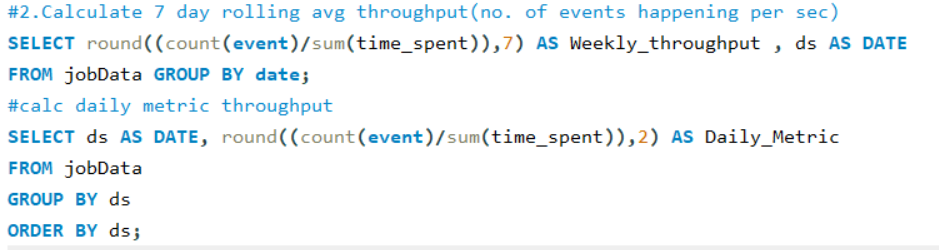 #2.Calculate 7 day rolling avg throughput(no. of events happening per sec)
SELECT round((count(event)/sum(time_spent)),7) AS Weekly_throughput , ds AS DATE
FROM jobData GROUP BY date;
#calc daily metric throughput
SELECT ds AS DATE, round((count(event)/sum(time_spent)),2) AS Daily_Metric
FROM jobData
GROUP BY ds
ORDER BY ds;